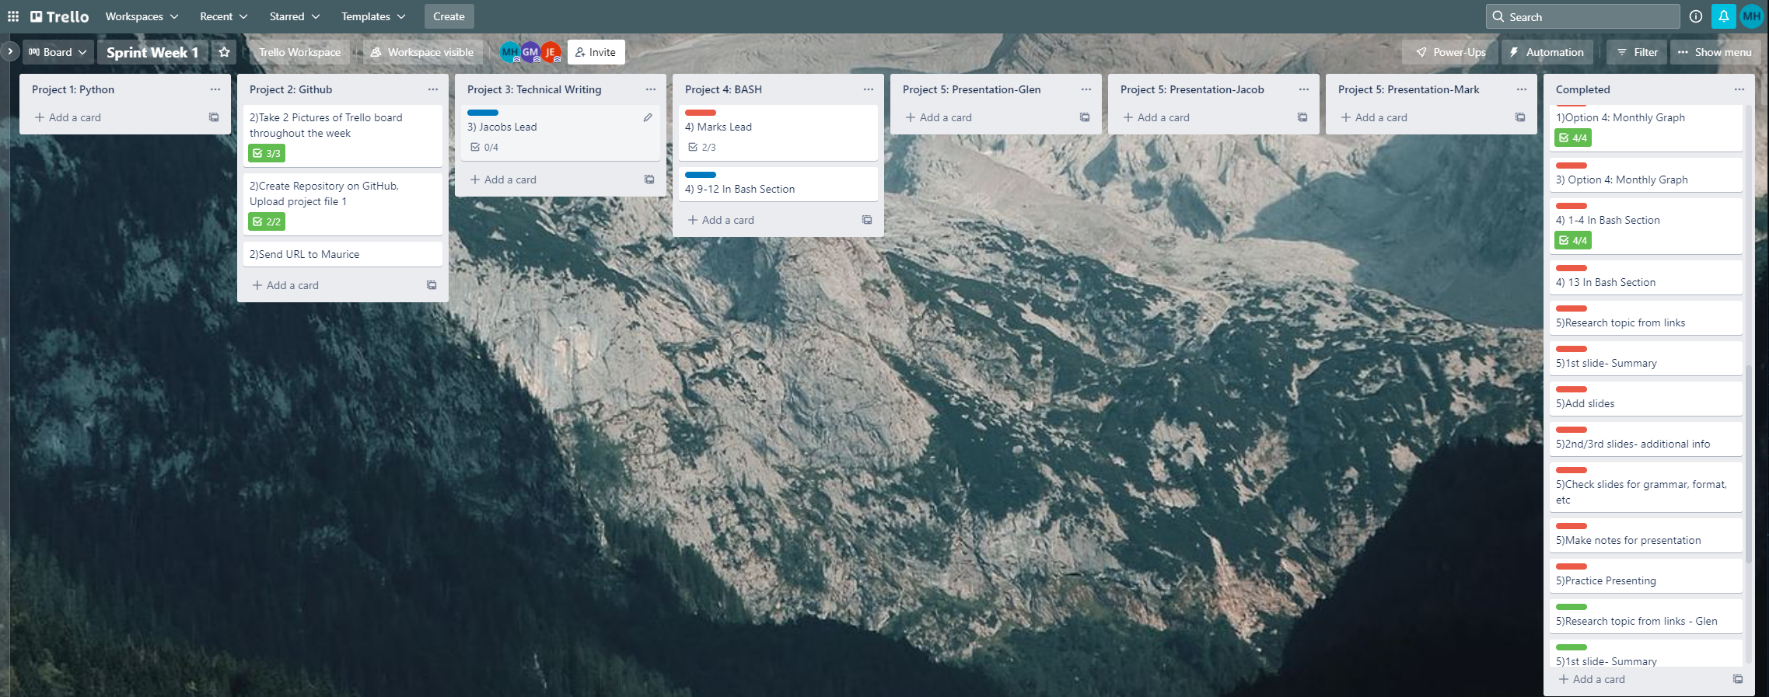 Trello
Workspaces
Recent
Starred
Templates
Create
Search
MH
Board
Sprint Week 1
Trello Workspace
Workspace visible
MH GM JE
Invite
Power-Ups
Automation
Filter
Show menu
Project 1: Python
Add a card
Project 2: Github
2)Take 2 Pictures of Trello board
throughout the week
3/3
2)Create Repository on GitHub.
Upload project file 1
2/2
2)Send URL to Maurice
Add a card
Project 3: Technical Writing
3) Jacobs Lead
0/4
Add a card
Project 4: BASH
4) Marks Lead
2/3
4) 9-12 In Bash Section
Add a card
Project 5: Presentation-Glen
Add a card
Project 5: Presentation-Jacob
Add a card
Project 5: Presentation-Mark
Add a card
Completed
1)Option 4: Monthly Graph
4/4
3) Option 4: Monthly Graph
4) 1-4 In Bash Section
4/4
4) 13 In Bash Section
5)Research topic from links
5)1st slide- Summary
5)Add slides
5)2nd/3rd slides- additional info
5)Check slides for grammar, format,
etc
5)Make notes for presentation
5)Practice Presenting
5)Research topic from links - Glen
5)1st slide- Summary
Add a card